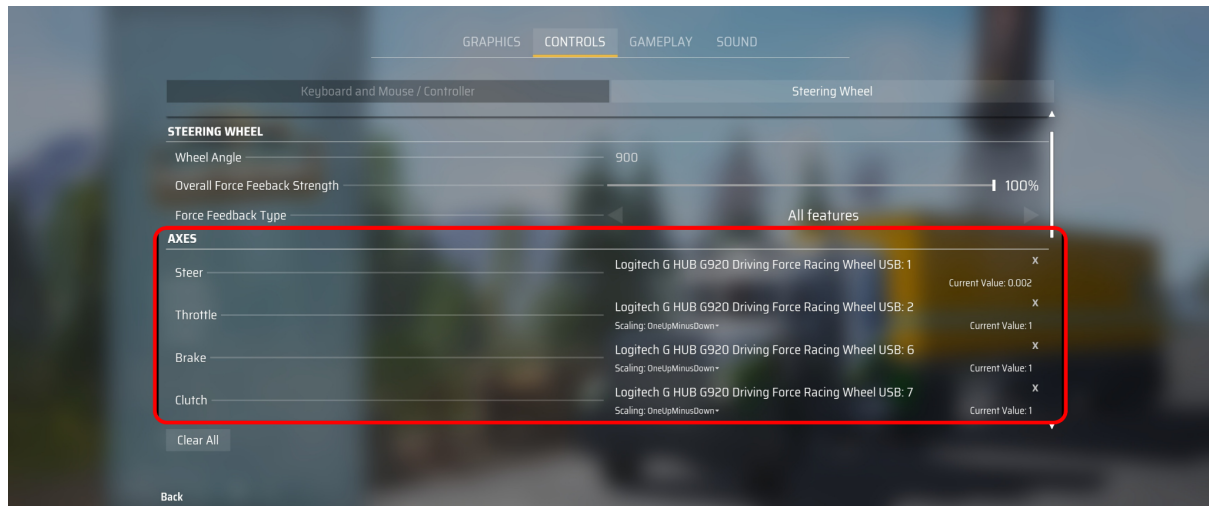 GRAPHICS CONTROLS GAMEPLAY SOUND
Keyboard and Mouse / Controller Steering Wheel
STEERING WHEEL
Wheel Angle 900
Overall Force Feeback Strength 100%
Force Feedback Type All features
AXES
Steer Logitech G HUB G920 Driving Force Racing Wheel USB: 1 x
Current Value: 0.002
Throttle Logitech G HUB G920 Driving Force Racing Wheel USB: 2 x
Scaling: OneUpMinusDown Current Value: 1
Brake Logitech G HUB G920 Driving Force Racing Wheel USB: 6 x
Scaling: OneUpMinusDown Current Value: 1
Clutch Logitech G HUB G920 Driving Force Racing Wheel USB: 7 x
Scaling: OneUpMinusDown Current Value: 1
Clear All
Back